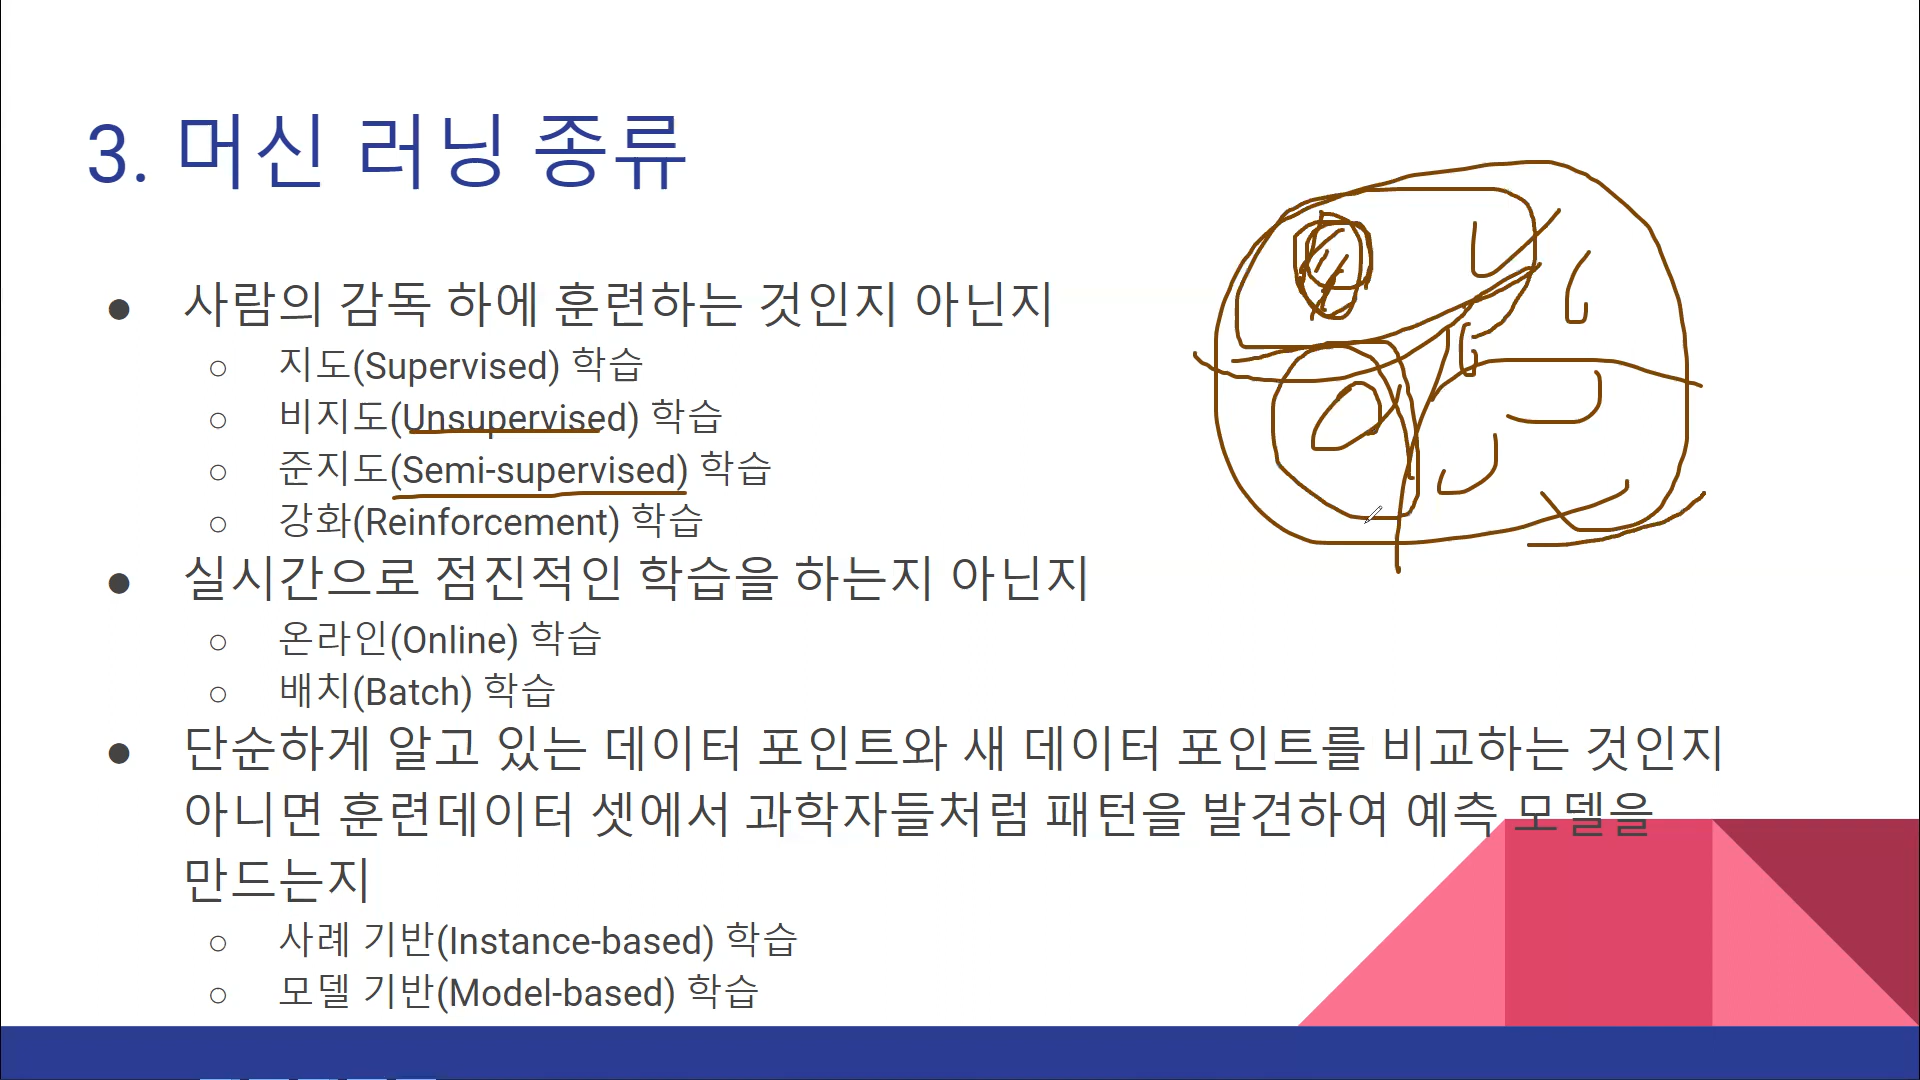 3. 머신 러닝 종류
● 사람의 감독 하에 훈련하는 것인지 아닌지
○ 지도(Supervised) 학습
○ 비지도(Unsupervised) 학습
○ 준지도(Semi-supervised) 학습
○ 강화(Reinforcement) 학습
● 실시간으로 점진적인 학습을 하는지 아닌지
○ 온라인(Online) 학습
○ 배치(Batch) 학습
● 단순하게 알고 있는 데이터 포인트와 새 데이터 포인트를 비교하는 것인지
아니면 훈련데이터 셋에서 과학자들처럼 패턴을 발견하여 예측 모델을
만드는지
○ 사례 기반(Instance-based) 학습
○ 모델 기반(Model-based) 학습